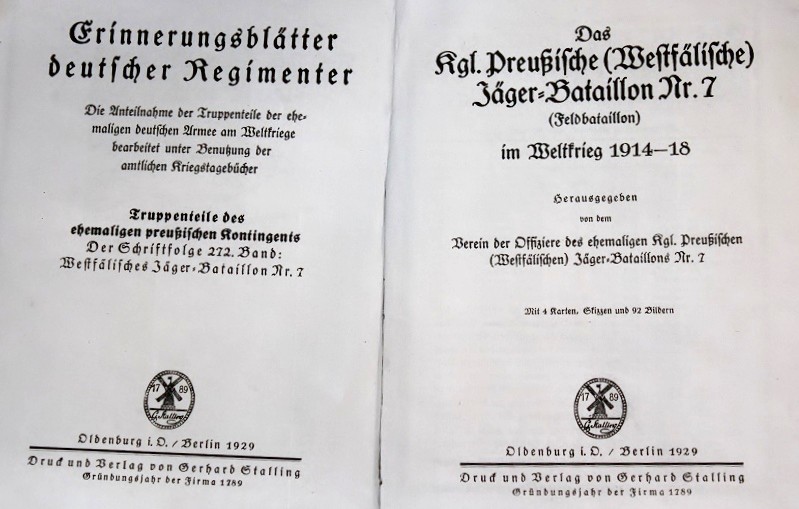 Erinnerungsblätter
deutscher Regimenter
Die Anteilnahme der Truppenteile der ehe-
maligen deutschen Armee am Weltkriege
bearbeitet unter Benutzung der
amtlichen Kriegstagebücher
Truppenteile des
ehemaligen preußischen Kontingents
Der Schriftfolge 272. Band:
Westfälisches Jäger-Bataillon Nr. 7
17 89
G. Stalling
Oldenburg i. O. / Berlin 1929
Druck und Verlag von Gerhard Stalling
Gründungsjahr der Firma 1789
Das
Kgl. Preußische (Westfälische)
Jäger-Bataillon Nr. 7
(Feldbataillon)
im Weltkrieg 1914—18
Herausgegeben
von dem
Verein der Offiziere des ehemaligen Kgl. Preußischen
(Westfälischen) Jäger-Bataillons Nr. 7
Mit 4 Karten, Skizzen und 92 Bildern
17 89
G. Stalling
Oldenburg i. O. / Berlin 1929
Druck und Verlag von Gerhard Stalling
Gründungsjahr der Firma 1789